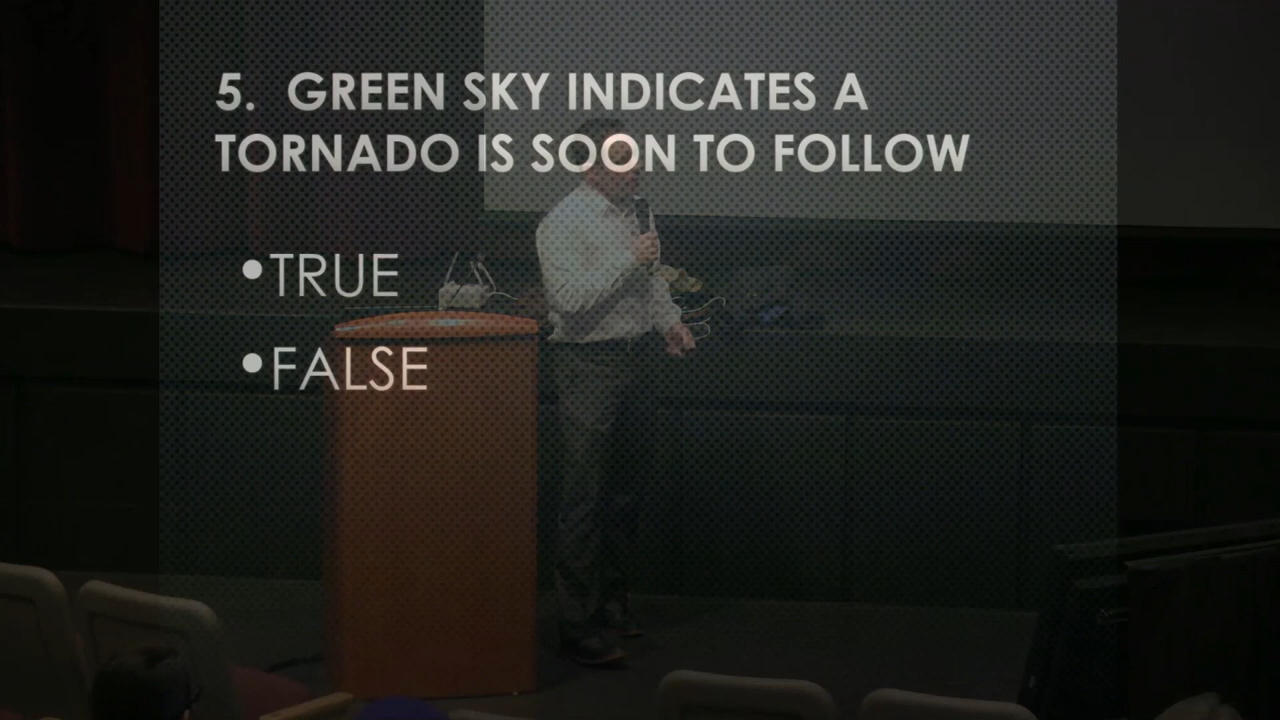 5. GREEN SKY INDICATES A
TORNADO IS SOON TO FOLLOW
•TRUE
•FALSE